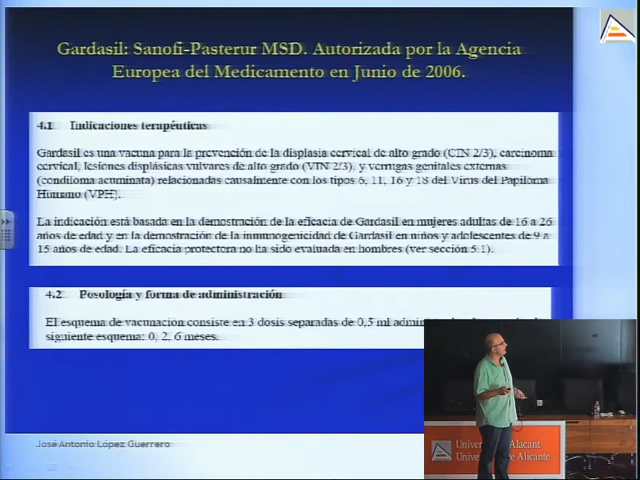 Gardasil: Sanofi-Pasterur MSD. Autorizada por la Agencia
Europea del Medicamento en Junio de 2006.
4.1 Indicaciones terapéuticas
Gardasil es una vacuna para la prevención de la displasia cervical de alto grado (CIN 2/3), carcinoma
cervical, lesiones displásicas vulvares de alto grado (VIN 2/3), y verrugas genitales externas
(condiloma acuminata) relacionadas causalmente con los tipos 6, 11, 16 y 18 del Virus del Papiloma
Humano (VPH).
La indicación está basada en la demostración de la eficacia de Gardasil en mujeres adultas de 16 a 26
años de edad y en la demostración de la inmunogenicidad de Gardasil en niños y adolescentes de 9 a
15 años de edad. La eficacia protectora no ha sido evaluada en hombres (ver sección 5.1).
4.2 Posología y forma de administración
El esquema de vacunación consiste en 3 dosis separadas de 0,5 ml
siguiente esquema: 0, 2, 6 meses.
José Antonio López Guerrero
Universitat d'Alacant
Universidad de Alicante